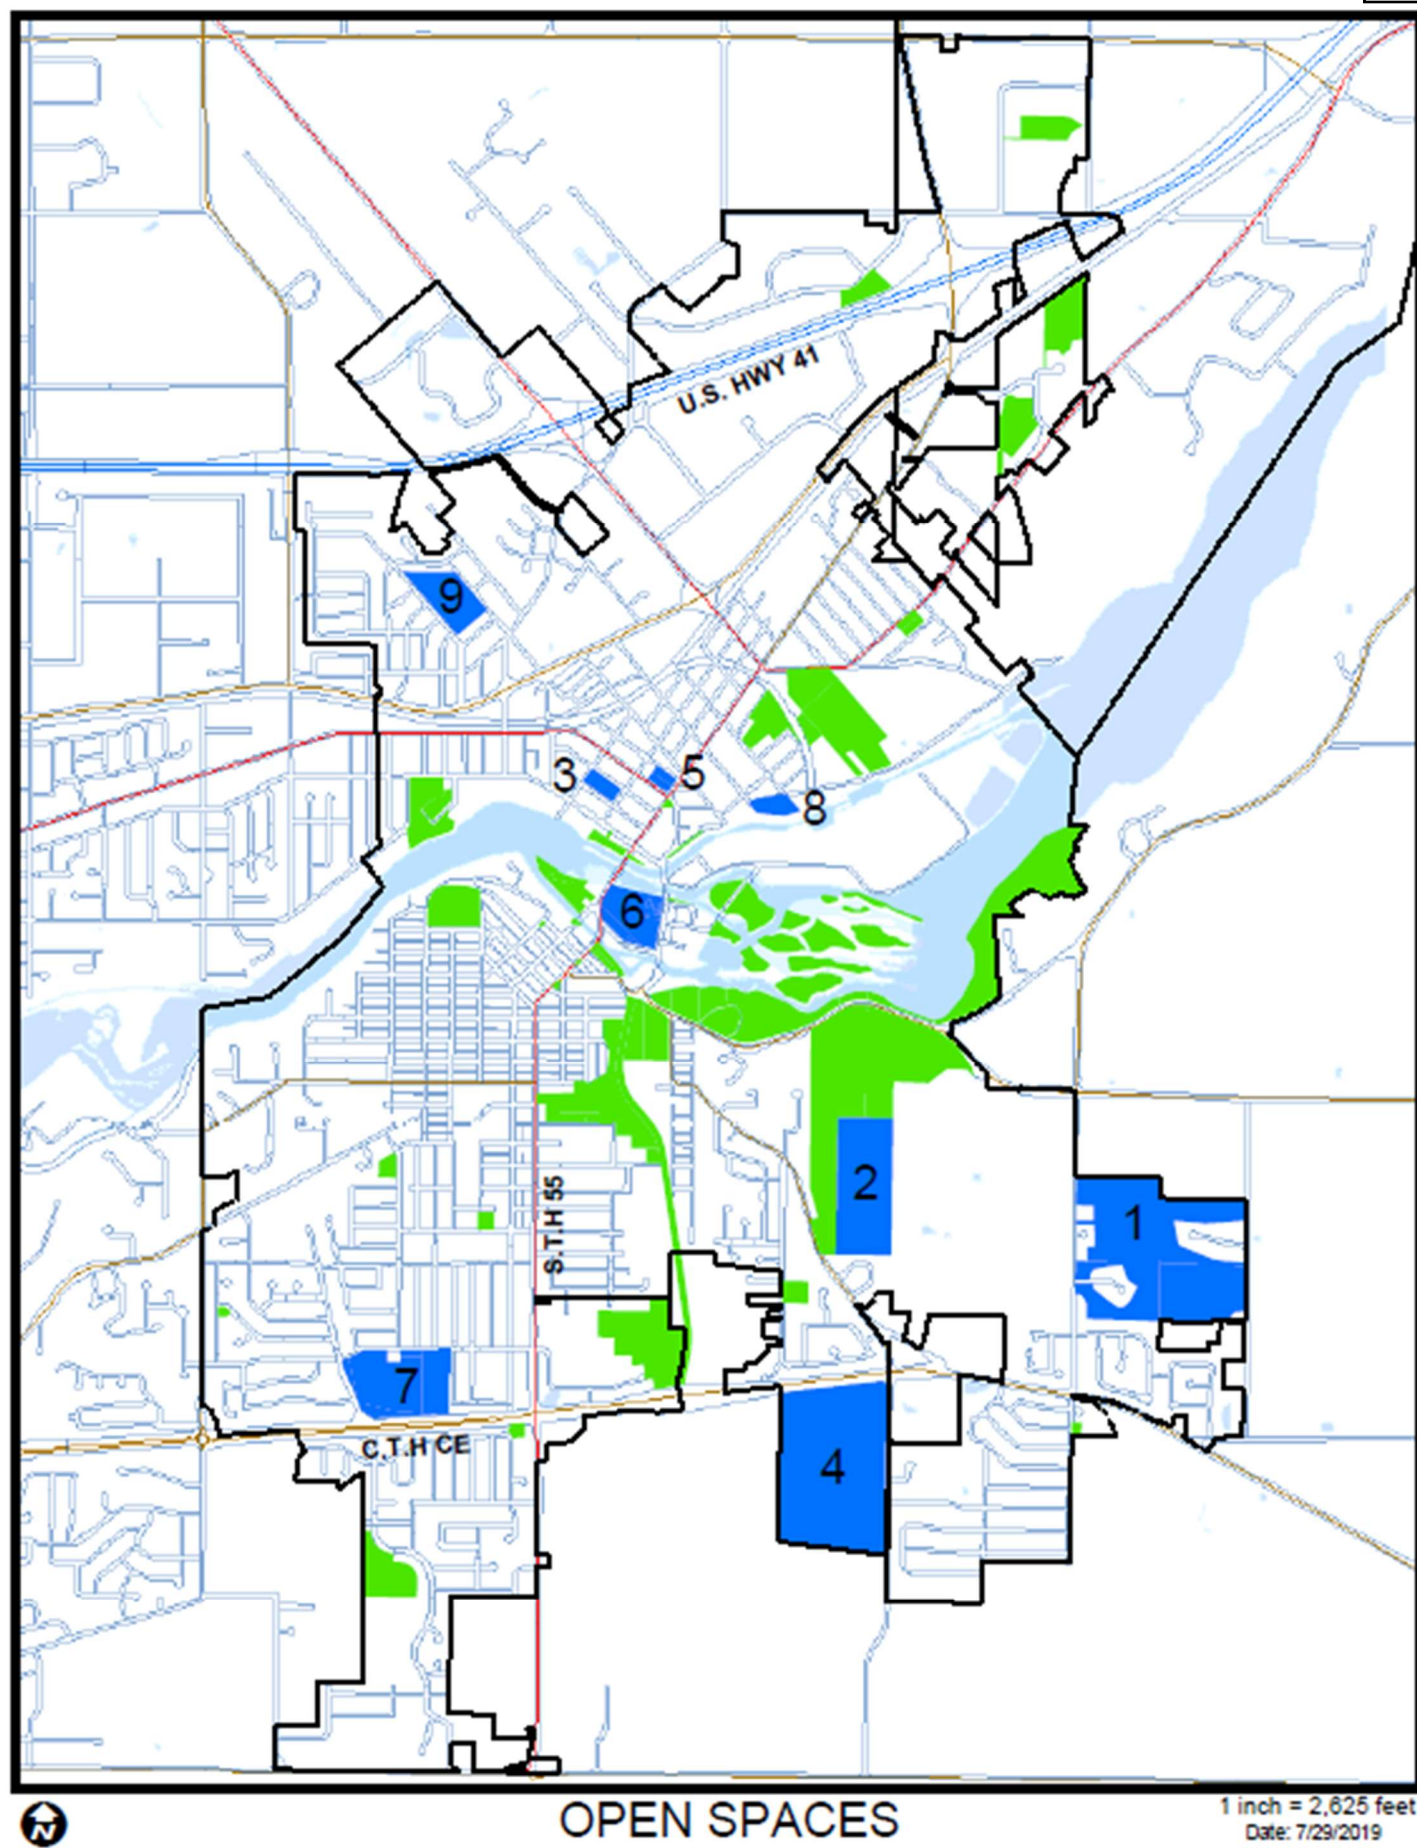 U.S. HWY 41
9
3
5
8
6
2
S.T.H 55
1
7
C.T.H CE
4
N
OPEN SPACES
1 inch = 2,625 feet
Date: 7/29/2019